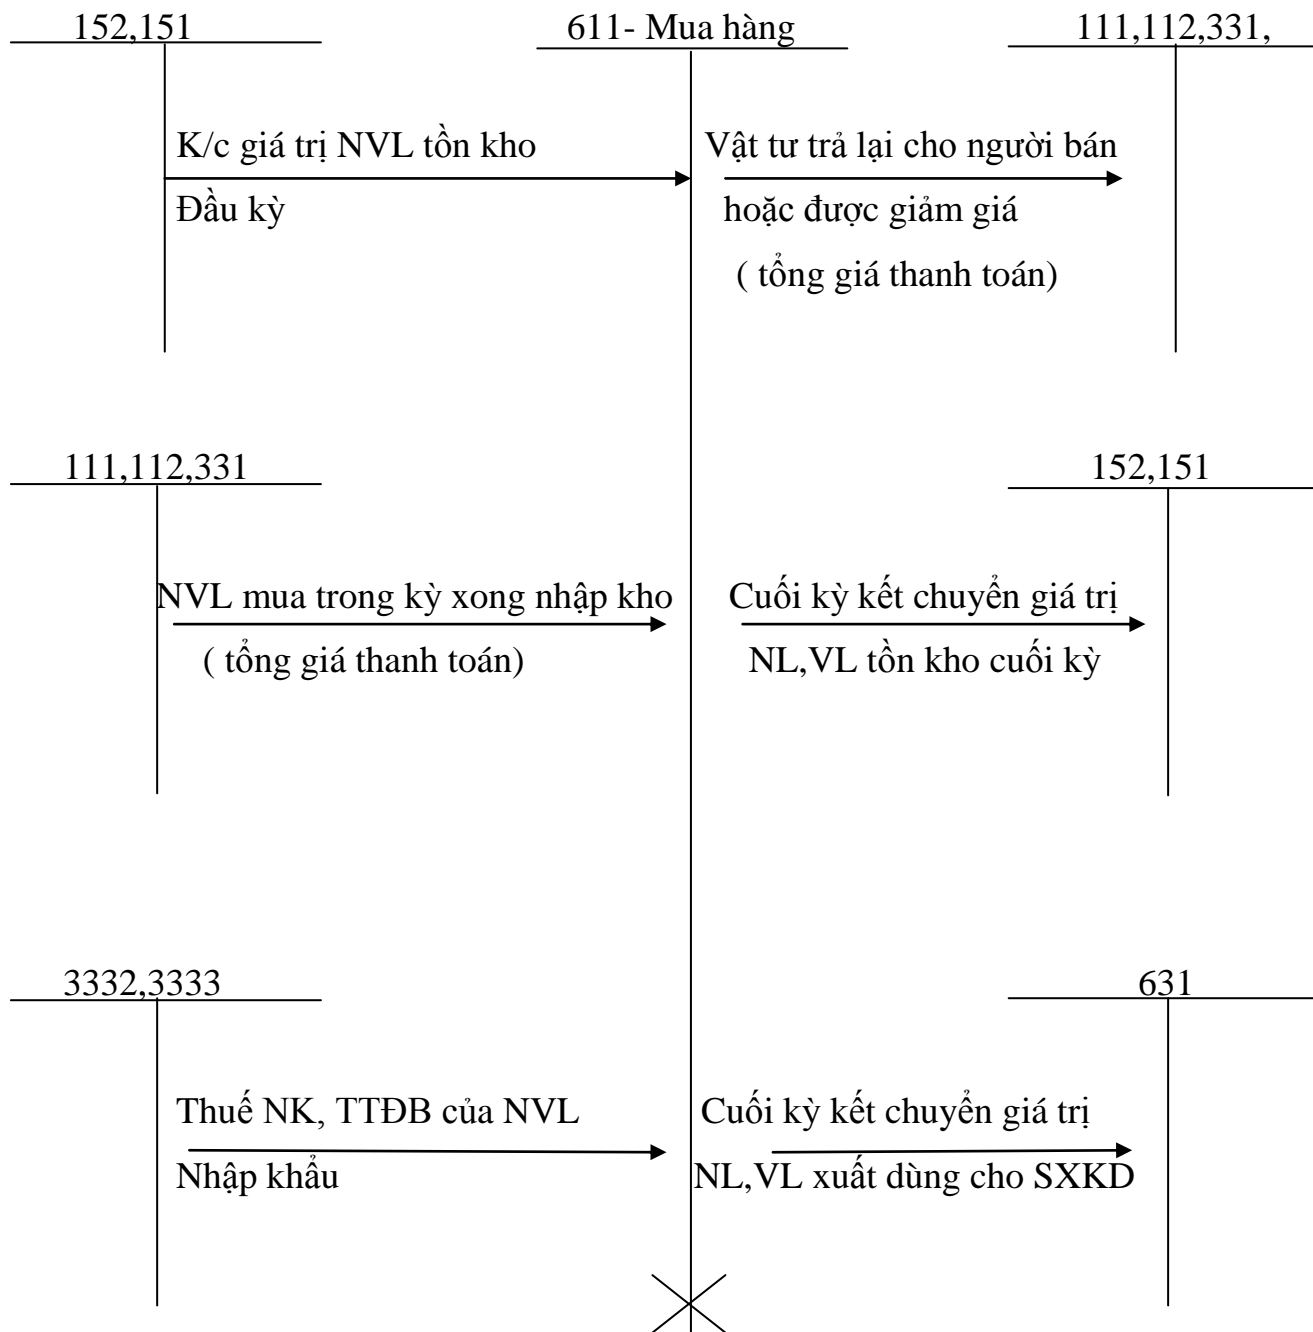 152,151
611- Mua hàng
111,112,331,
K/c giá trị NVL tồn kho
Đầu kỳ
Vật tư trả lại cho người bán
hoặc được giảm giá
( tổng giá thanh toán)
111,112,331
152,151
NVL mua trong kỳ xong nhập kho
( tổng giá thanh toán)
Cuối kỳ kết chuyển giá trị
NL,VL tồn kho cuối kỳ
3332,3333
631
Thuế NK, TTĐB của NVL
Nhập khẩu
Cuối kỳ kết chuyển giá trị
NL,VL xuất dùng cho SXKD